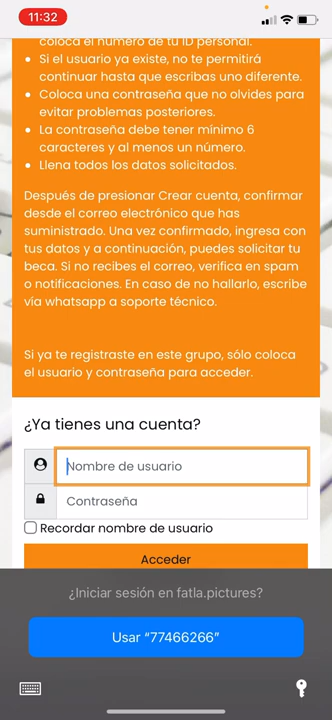 11:32
coloca el número de tu ID personal.
Si el usuario ya existe, no te permitirá
continuar hasta que escribas uno diferente.
Coloca una contraseña que no olvides para
evitar problemas posteriores.
La contraseña debe tener mínimo 6
caracteres y al menos un número.
Llena todos los datos solicitados.
Después de presionar Crear cuenta, confirmar
desde el correo electrónico que has
suministrado. Una vez confirmado, ingresa con
tus datos y a continuación, puedes solicitar tu
beca. Si no recibes el correo, verifica en spam
o notificaciones. En caso de no hallarlo, escribe
vía whatsapp a soporte técnico.
Si ya te registraste en este grupo, sólo coloca
el usuario y contraseña para acceder.
¿Ya tienes una cuenta?
Nombre de usuario
Contraseña
Recordar nombre de usuario
Acceder
¿Iniciar sesión en fatla.pictures?
Usar “77466266”